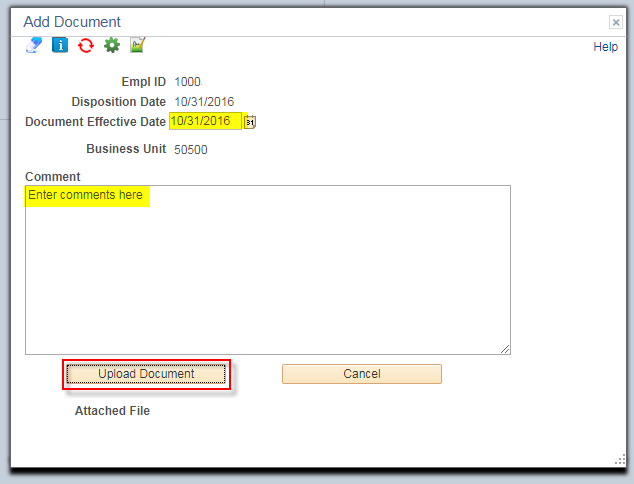 Add Document
Help
Empl ID 1000
Disposition Date 10/31/2016
Document Effective Date 10/31/2016
31
Business Unit 50500
Comment
Enter comments here
Upload Document Cancel
Attached File